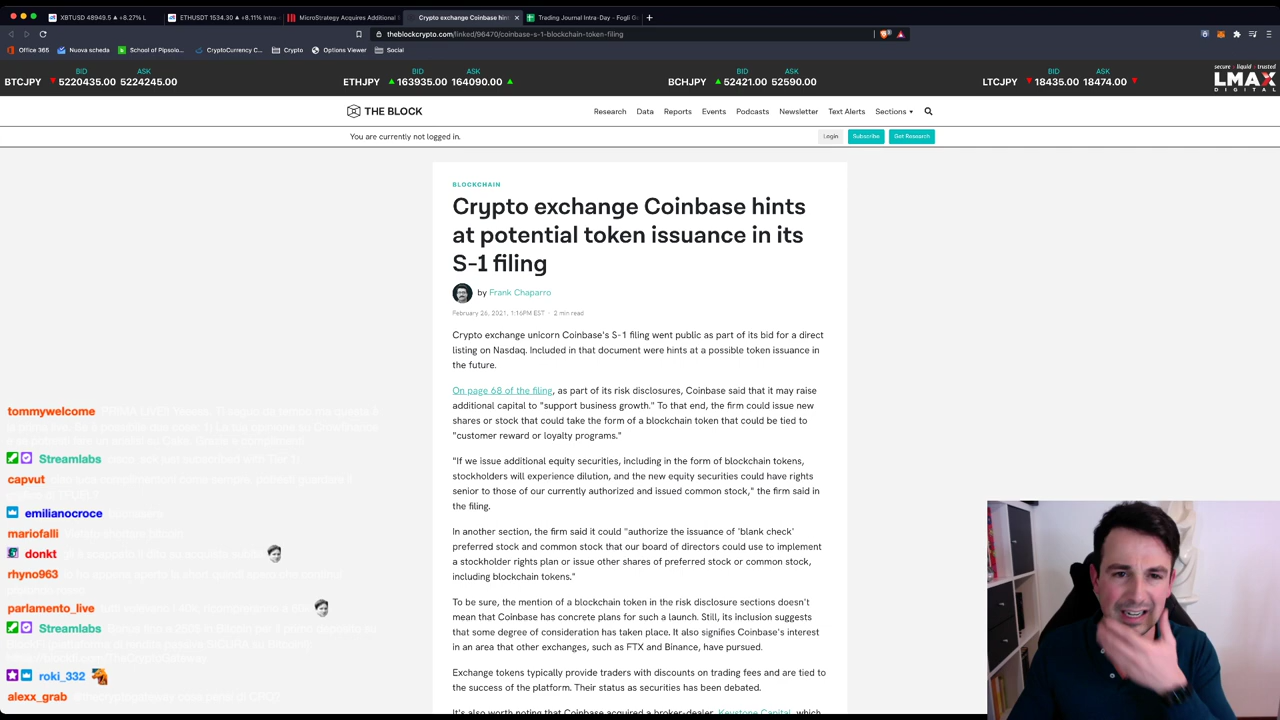 XBTUSD 48949.5 ▲ +8.27% L
ETHUSDT 1534.30 ▲ +8.11% Intra-
MicroStrategy Acquires Additional
Crypto exchange Coinbase hint
Trading Journal Intra-Day - Fogli G
theblockcrypto.com/linked/96470/coinbase-s-1-blockchain-token-filing
Office 365
Nuova scheda
School of Pipsolo...
CryptoCurrency C...
Crypto
Options Viewer
Social
BID ASK
BTCJPY 5220435.00 5224245.00
BID ASK
ETHJPY 163935.00 164090.00
BID ASK
BCHJPY 52421.00 52590.00
BID ASK
LTCJPY 18435.00 18474.00
secure liquid trusted
LMAX
DIGITAL
THE BLOCK
Research Data Reports Events Podcasts Newsletter Text Alerts Sections
You are currently not logged in.
Login Subscribe Get Research
BLOCKCHAIN
Crypto exchange Coinbase hints
at potential token issuance in its
S-1 filing
by Frank Chaparro
February 26, 2021, 1:16PM EST · 2 min read
Crypto exchange unicorn Coinbase's S-1 filing went public as part of its bid for a direct
listing on Nasdaq. Included in that document were hints at a possible token issuance in
the future.
On page 68 of the filing, as part of its risk disclosures, Coinbase said that it may raise
additional capital to "support business growth." To that end, the firm could issue new
shares or stock that could take the form of a blockchain token that could be tied to
"customer reward or loyalty programs."
"If we issue additional equity securities, including in the form of blockchain tokens,
stockholders will experience dilution, and the new equity securities could have rights
senior to those of our currently authorized and issued common stock," the firm said in
the filing.
In another section, the firm said it could "authorize the issuance of 'blank check'
preferred stock and common stock that our board of directors could use to implement
a stockholder rights plan or issue other shares of preferred stock or common stock,
including blockchain tokens."
To be sure, the mention of a blockchain token in the risk disclosure sections doesn't
mean that Coinbase has concrete plans for such a launch. Still, its inclusion suggests
that some degree of consideration has taken place. It also signifies Coinbase's interest
in an area that other exchanges, such as FTX and Binance, have pursued.
Exchange tokens typically provide traders with discounts on trading fees and are tied to
the success of the platform. Their status as securities has been debated.
It's also worth noting that Coinbase acquired a broker-dealer, Keystone Capital, which
tommywelcome
Streamlabs
capvut
emilianocroce
mariofalli
donkt
rhyno963
parlamento_live
Streamlabs
roki_332
alexx_grab